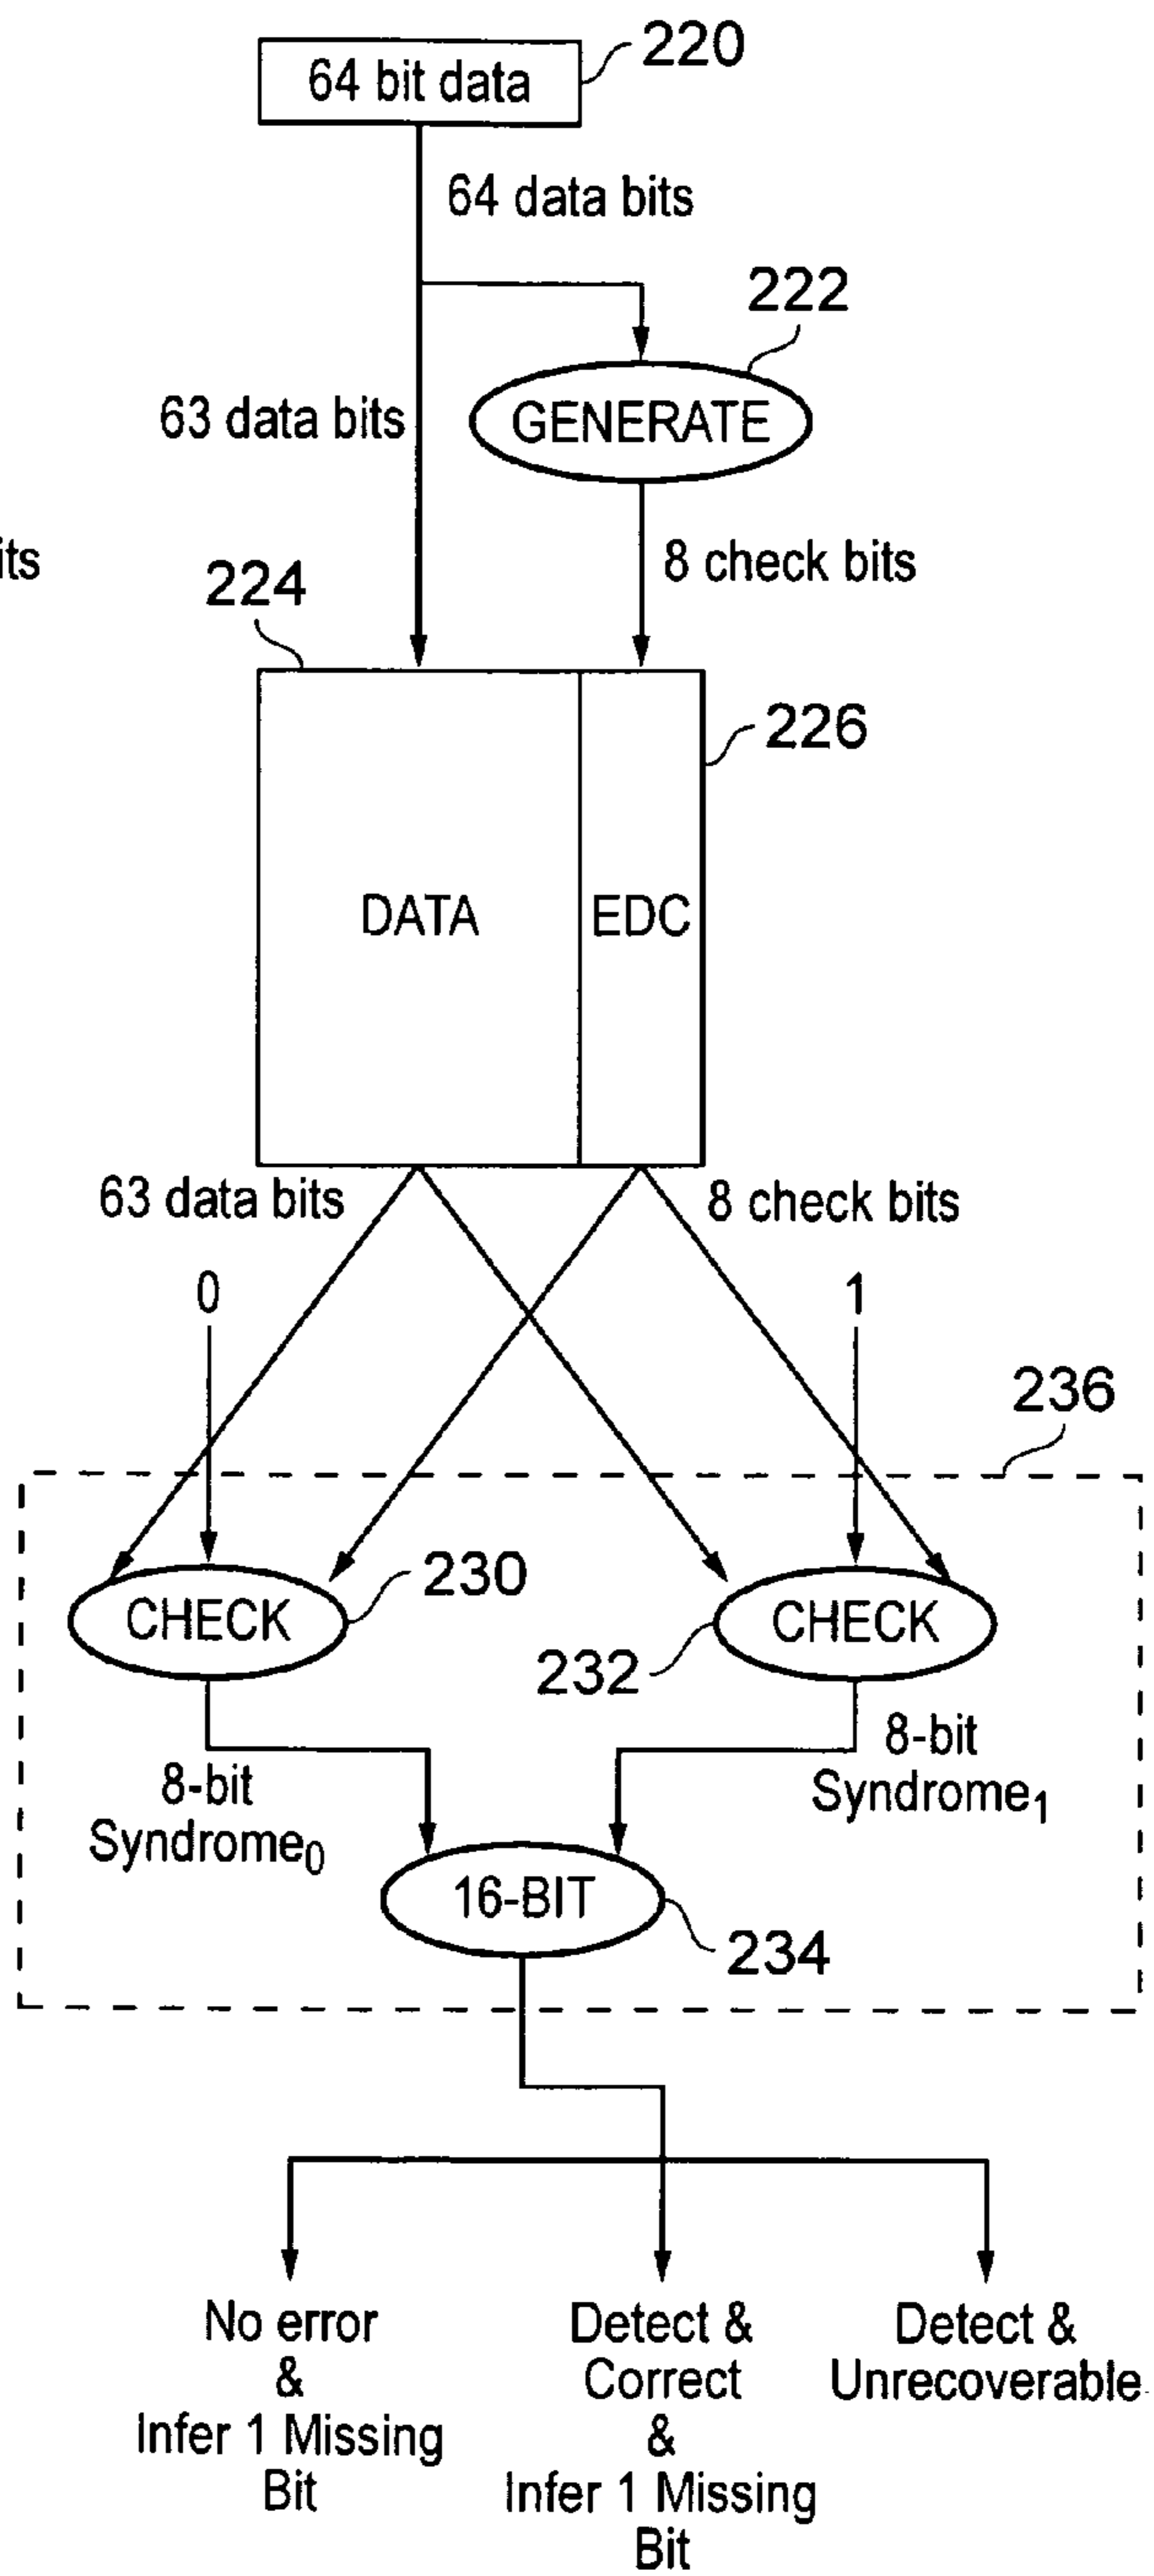 220
64 bit data
64 data bits
222
63 data bits
GENERATE
8 check bits
224
226
DATA
EDC
63 data bits
8 check bits
0
1
236
CHECK
230
CHECK
232
8-bit
Syndrome0
8-bit
Syndrome1
16-BIT
234
No error
&
Infer 1 Missing
Bit
Detect &
Correct
&
Infer 1 Missing
Bit
Detect &
Unrecoverable